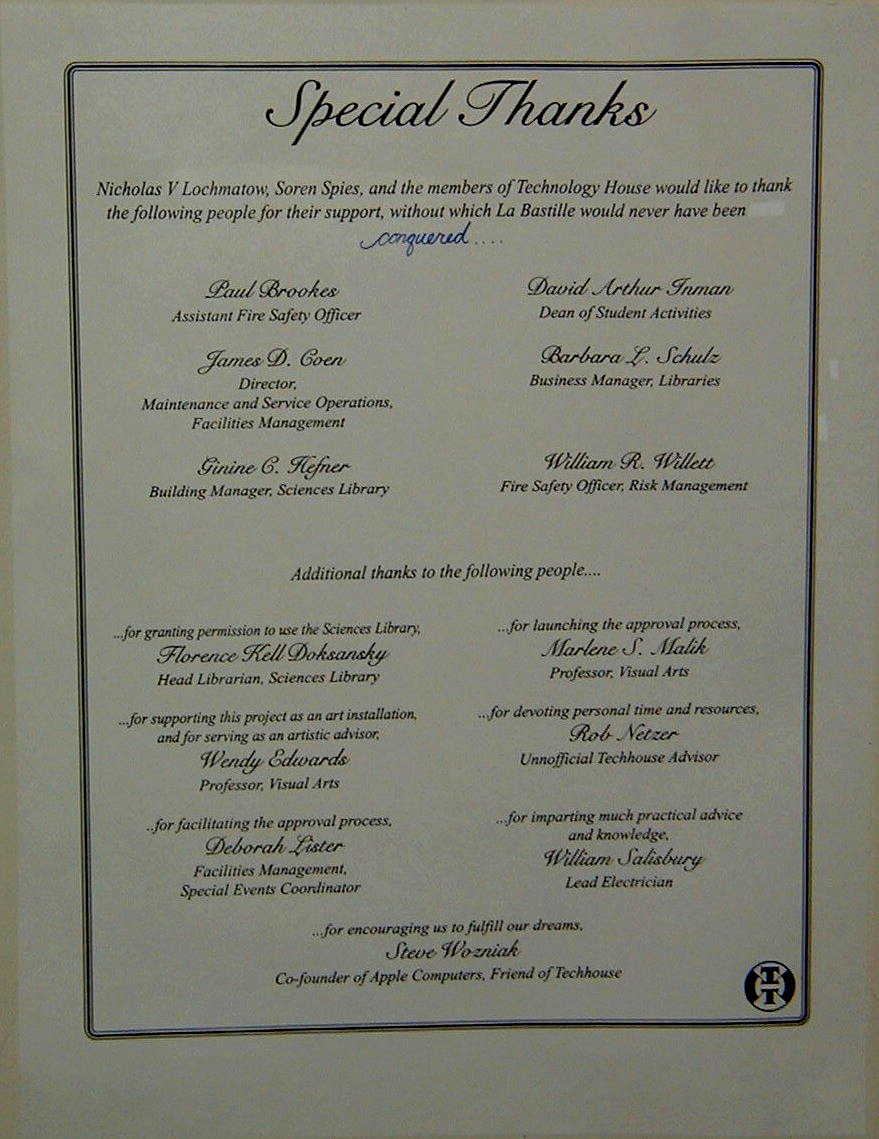 Special Thanks
Nicholas V Lochmatow, Soren Spies, and the members of Technology House would like to thank
the following people for their support, without which La Bastille would never have been
conquered....
Paul Brookes
Assistant Fire Safety Officer
David Arthur Inman
Dean of Student Activities
James D. Coen
Director,
Maintenance and Service Operations,
Facilities Management
Barbara L. Schulz
Business Manager, Libraries
Ginine C. Hefner
Building Manager, Sciences Library
William R. Willett
Fire Safety Officer, Risk Management
Additional thanks to the following people....
...for granting permission to use the Sciences Library,
Florence Kell Doksansky
Head Librarian, Sciences Library
...for launching the approval process,
Marlene S. Malik
Professor, Visual Arts
...for supporting this project as an art installation,
and for serving as an artistic advisor,
Wendy Edwards
Professor, Visual Arts
...for devoting personal time and resources,
Rob Netzer
Unnofficial Techhouse Advisor
..for facilitating the approval process,
Deborah Lister
Facilities Management,
Special Events Coordinator
...for imparting much practical advice
and knowledge,
William Salisbury
Lead Electrician
...for encouraging us to fulfill our dreams,
Steve Wozniak
Co-founder of Apple Computers, Friend of Techhouse
THT